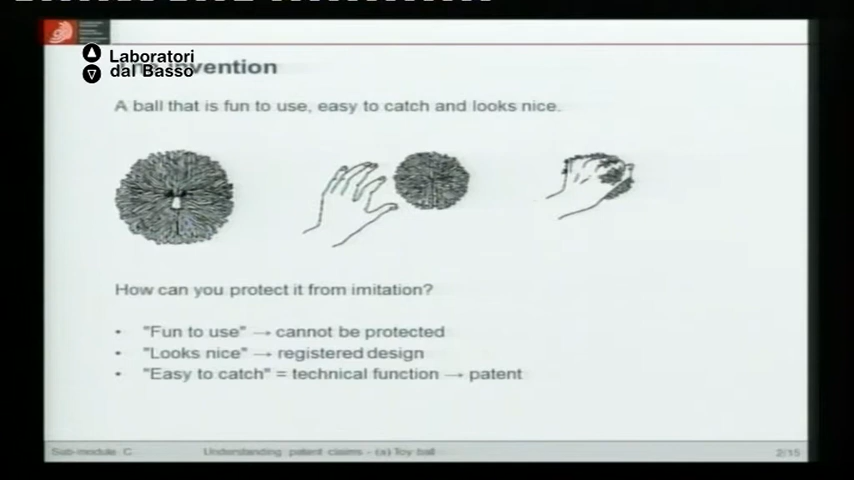 Laboratori
dal Basso
The Invention
A ball that is fun to use, easy to catch and looks nice.
How can you protect it from imitation?
• "Fun to use" → cannot be protected
• "Looks nice" → registered design
• "Easy to catch" = technical function → patent
Sub-module C
Understanding patent claims - (a) Toy ball
2/15